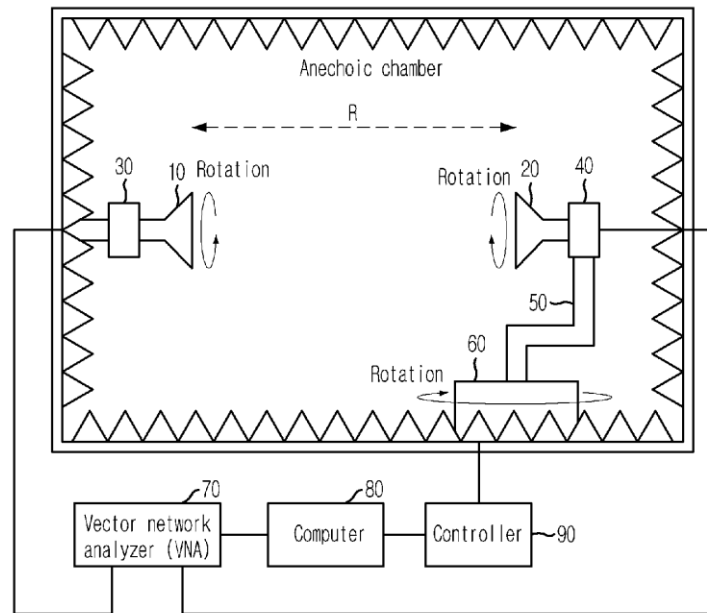 Anechoic chamber
R
30
10
Rotation
Rotation
20
40
50
60
Rotation
70
80
Vector network
analyzer (VNA)
Computer
Controller
90